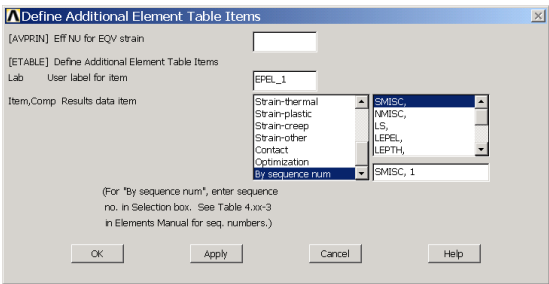 Define Additional Element Table Items
[AVPRIN] Eff NU for EQV strain
[ETABLE] Define Additional Element Table Items
Lab User label for item
EPEL_1
Item,Comp Results data item
Strain-thermal
Strain-plastic
Strain-creep
Strain-other
Contact
Optimization
By sequence num
SMISC,
NMISC,
LS,
LEPEL,
LEPTH,
SMISC, 1
(For "By sequence num", enter sequence
no. in Selection box. See Table 4.xx-3
in Elements Manual for seq. numbers.)
OK Apply Cancel Help